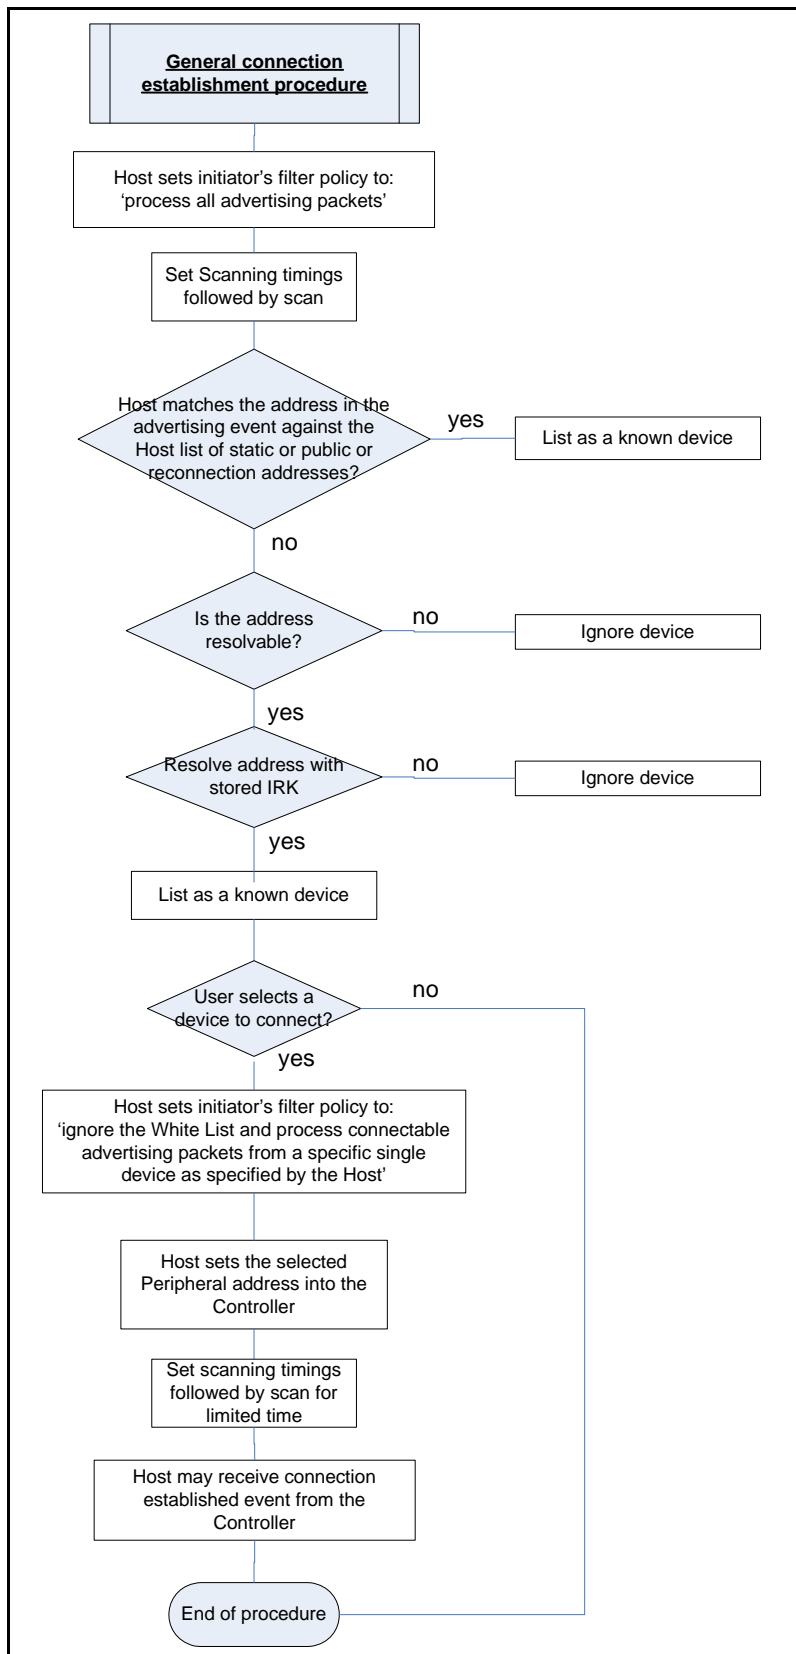 General connection
establishment procedure
Host sets initiator’s filter policy to:
‘process all advertising packets’
Set Scanning timings
followed by scan
Host matches the address in the
advertising event against the
Host list of static or public or
reconnection addresses?
yes
List as a known device
no
Is the address
resolvable?
no
Ignore device
yes
Resolve address with
stored IRK
no
Ignore device
yes
List as a known device
User selects a
device to connect?
no
yes
Host sets initiator’s filter policy to:
‘ignore the White List and process connectable
advertising packets from a specific single
device as specified by the Host’
Host sets the selected
Peripheral address into the
Controller
Set scanning timings
followed by scan for
limited time
Host may receive connection
established event from the
Controller
End of procedure